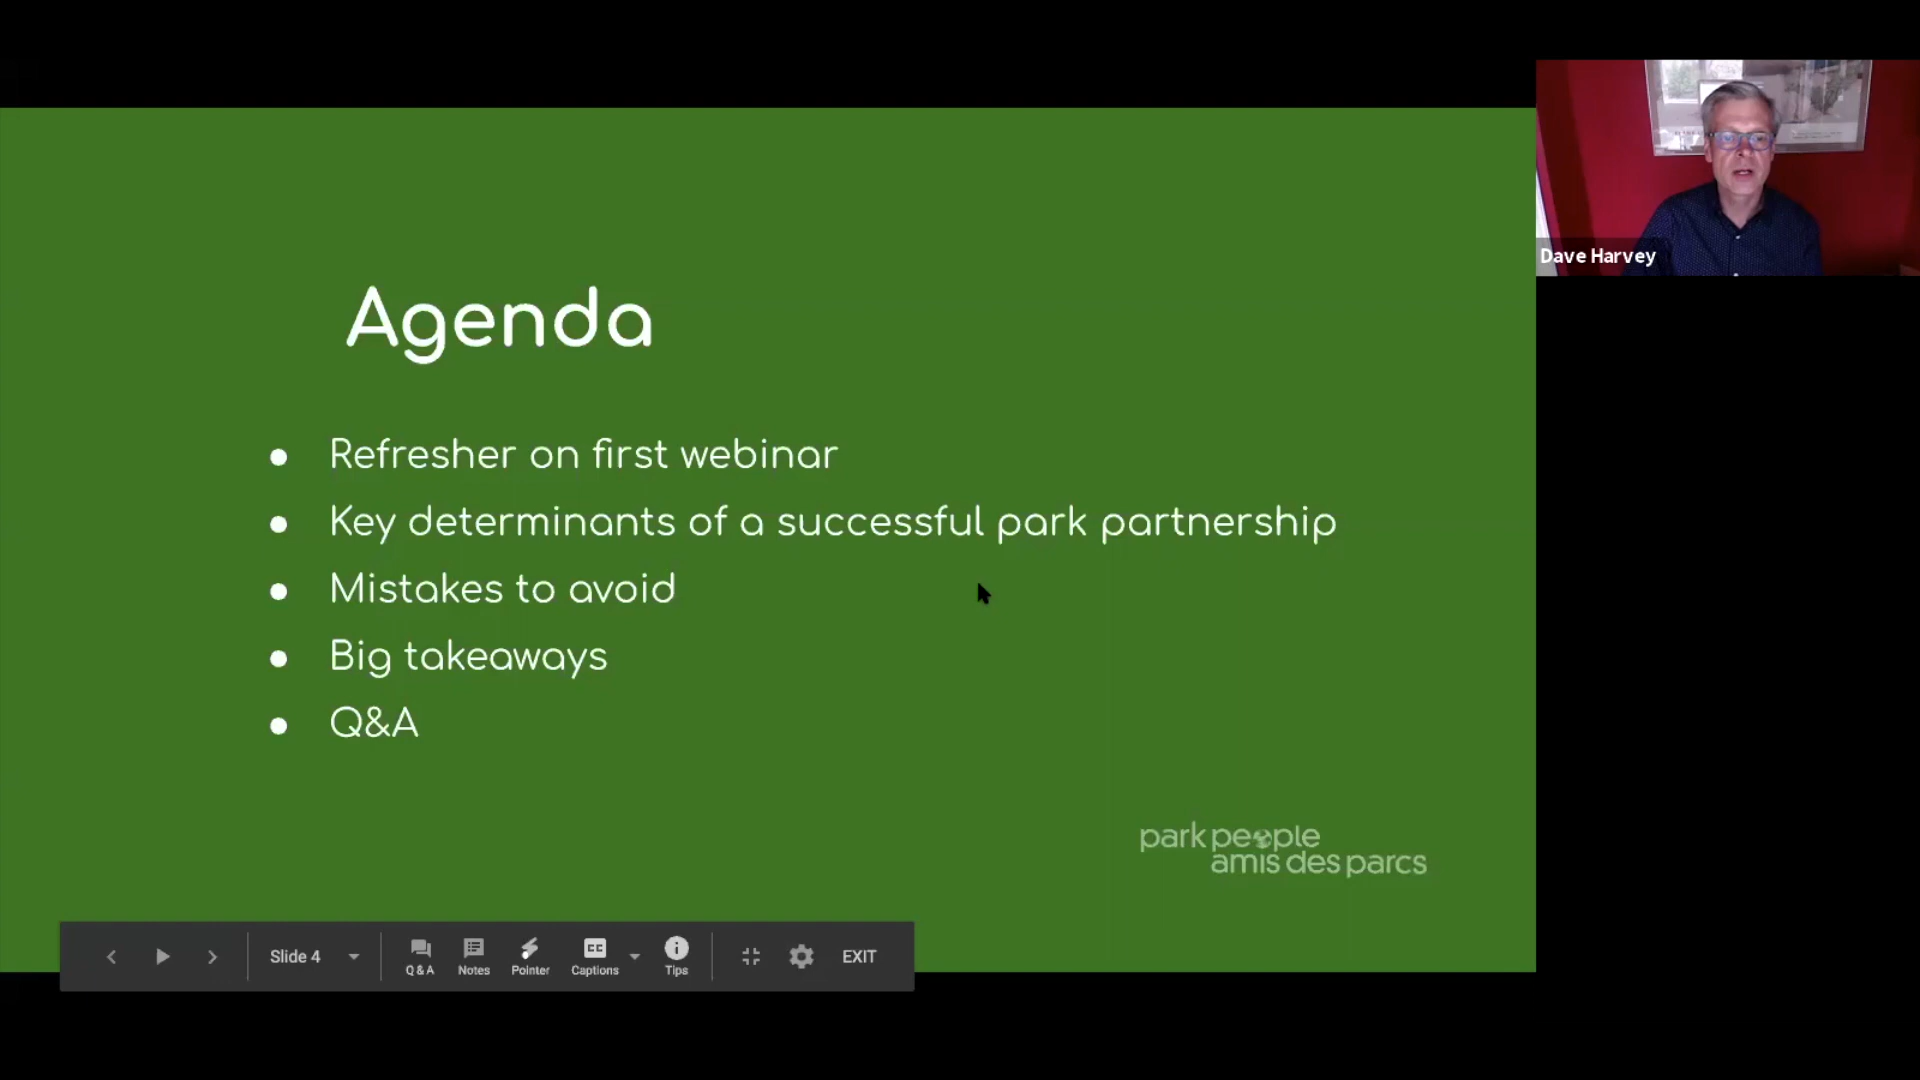 Agenda
Refresher on first webinar
Key determinants of a successful park partnership
Mistakes to avoid
Big takeaways
Q&A
park people
amis des parcs
Dave Harvey
Slide 4
Q & A
Notes
Pointer
CC
Captions
Tips
EXIT